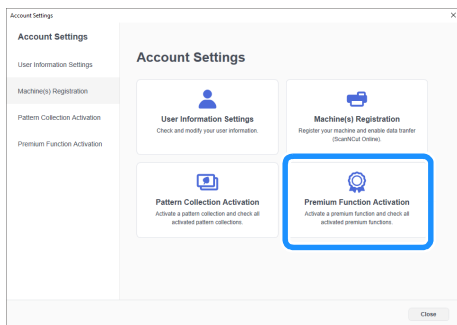 Account Settings
Account Settings
User Information Settings
Machine(s) Registration
Pattern Collection Activation
Premium Function Activation
Account Settings
User Information Settings
Check and modify your user information.
Machine(s) Registration
Register your machine and enable data tranfer
(ScanNCut Online).
Pattern Collection Activation
Activate a pattern collection and check all
activated pattern collections.
Premium Function Activation
Activate a premium function and check all
activated premium functions.
Close